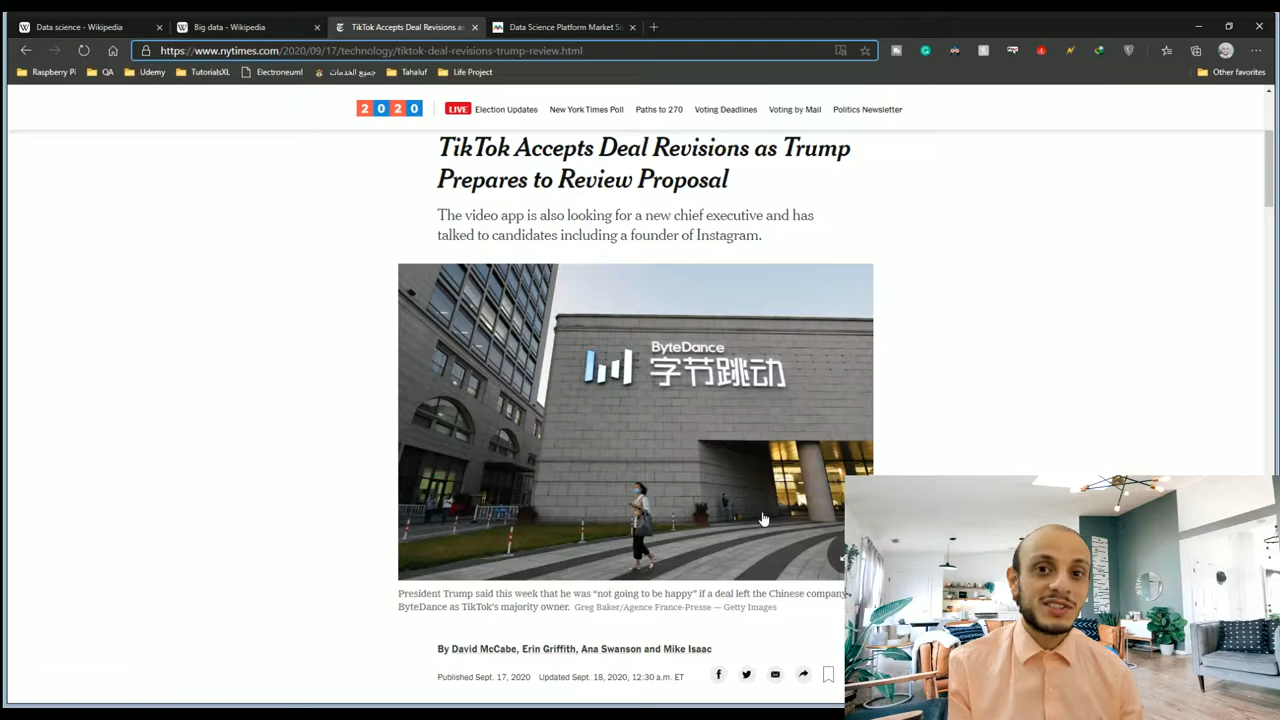 Data science - Wikipedia
Big data - Wikipedia
TikTok Accepts Deal Revisions as
Data Science Platform Market Si
https://www.nytimes.com/2020/09/17/technology/tiktok-deal-revisions-trump-review.html
Raspberry Pi
QA
Udemy
TutorialsXL
Electroneum!
جميع الخدمات
Tahaluf
Life Project
Other favorites
2020
LIVE Election Updates
New York Times Poll
Paths to 270
Voting Deadlines
Voting by Mail
Politics Newsletter
TikTok Accepts Deal Revisions as Trump
Prepares to Review Proposal
The video app is also looking for a new chief executive and has
talked to candidates including a founder of Instagram.
ByteDance
字节跳动
President Trump said this week that he was “not going to be happy” if a deal left the Chinese company
ByteDance as TikTok's majority owner. Greg Baker/Agence France-Presse — Getty Images
By David McCabe, Erin Griffith, Ana Swanson and Mike Isaac
Published Sept. 17, 2020 Updated Sept. 18, 2020, 12:30 a.m. ET